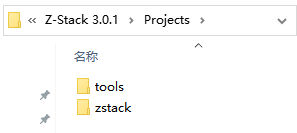 « Z-Stack 3.0.1 > Projects >
名称
tools
zstack